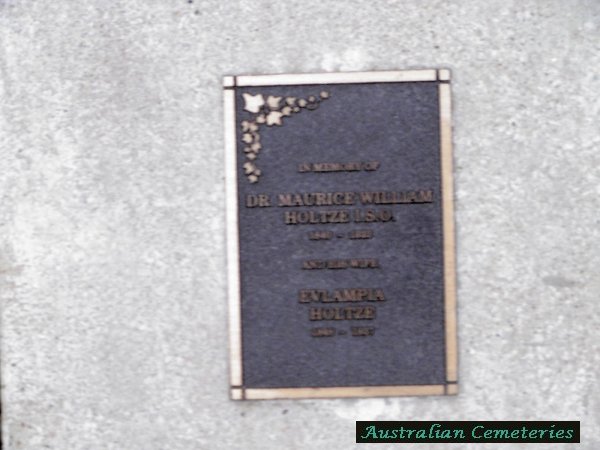 IN MEMORY OF
DR. MAURICE WILLIAM
HOLTZE I.S.O.
AND HIS WIFE
EVLAMPIA
HOLTZE
Australian Cemeteries